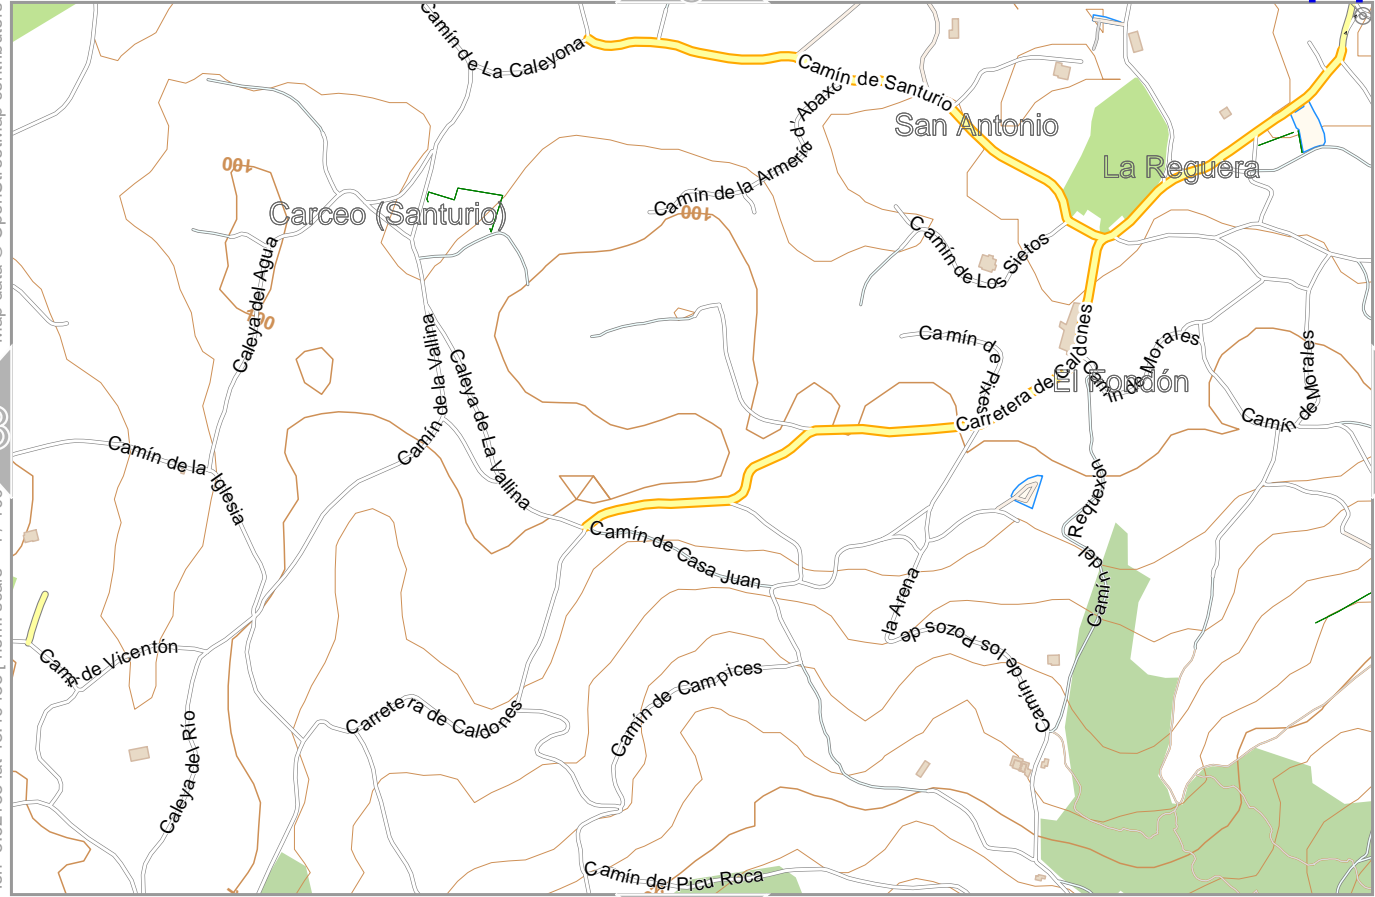 Camín de La Caleyona
Camín de Santurio
Camín de la Armería d' Abaxo
San Antonio
La Reguera
100
Carceo (Santurio)
100
Camín de Los Sietos
Caleya del Agua
100
Camín de la Vallina
Caleya de La Vallina
Camín de Pixes
Carretera de Caldones
El Fondón
Camín de Morales
Camín de Morales
Camín de la Iglesia
Camín del Requexón
Camín de Casa Juan
Camín de los Pozos de la Arena
Camín de Vicentón
Camín de Campices
Carretera de Caldones
Caleya del Río
Camín del Picu Roca